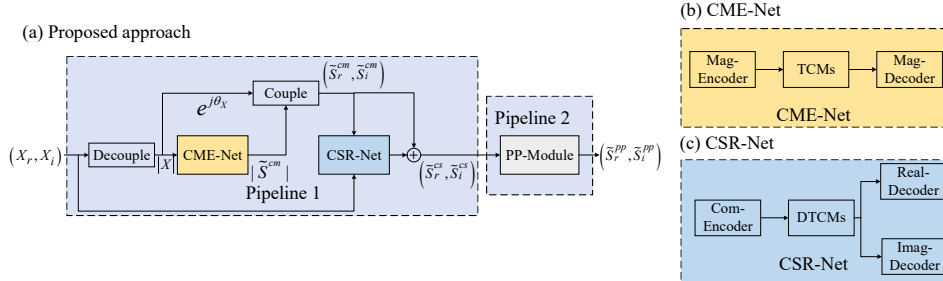 (a) Proposed approach
(X_r, X_i)
Decouple
|X|
e^{jθ_X}
CME-Net
|S̃^{cm}|
Pipeline 1
Couple
(S̃_r^{cm}, S̃_i^{cm})
CSR-Net
(S̃_r^{cs}, S̃_i^{cs})
Pipeline 2
PP-Module
(S̃_r^{pp}, S̃_i^{pp})
(b) CME-Net
Mag-
Encoder
TCMs
Mag-
Decoder
CME-Net
(c) CSR-Net
Com-
Encoder
DTCMs
Real-
Decoder
Imag-
Decoder
CSR-Net